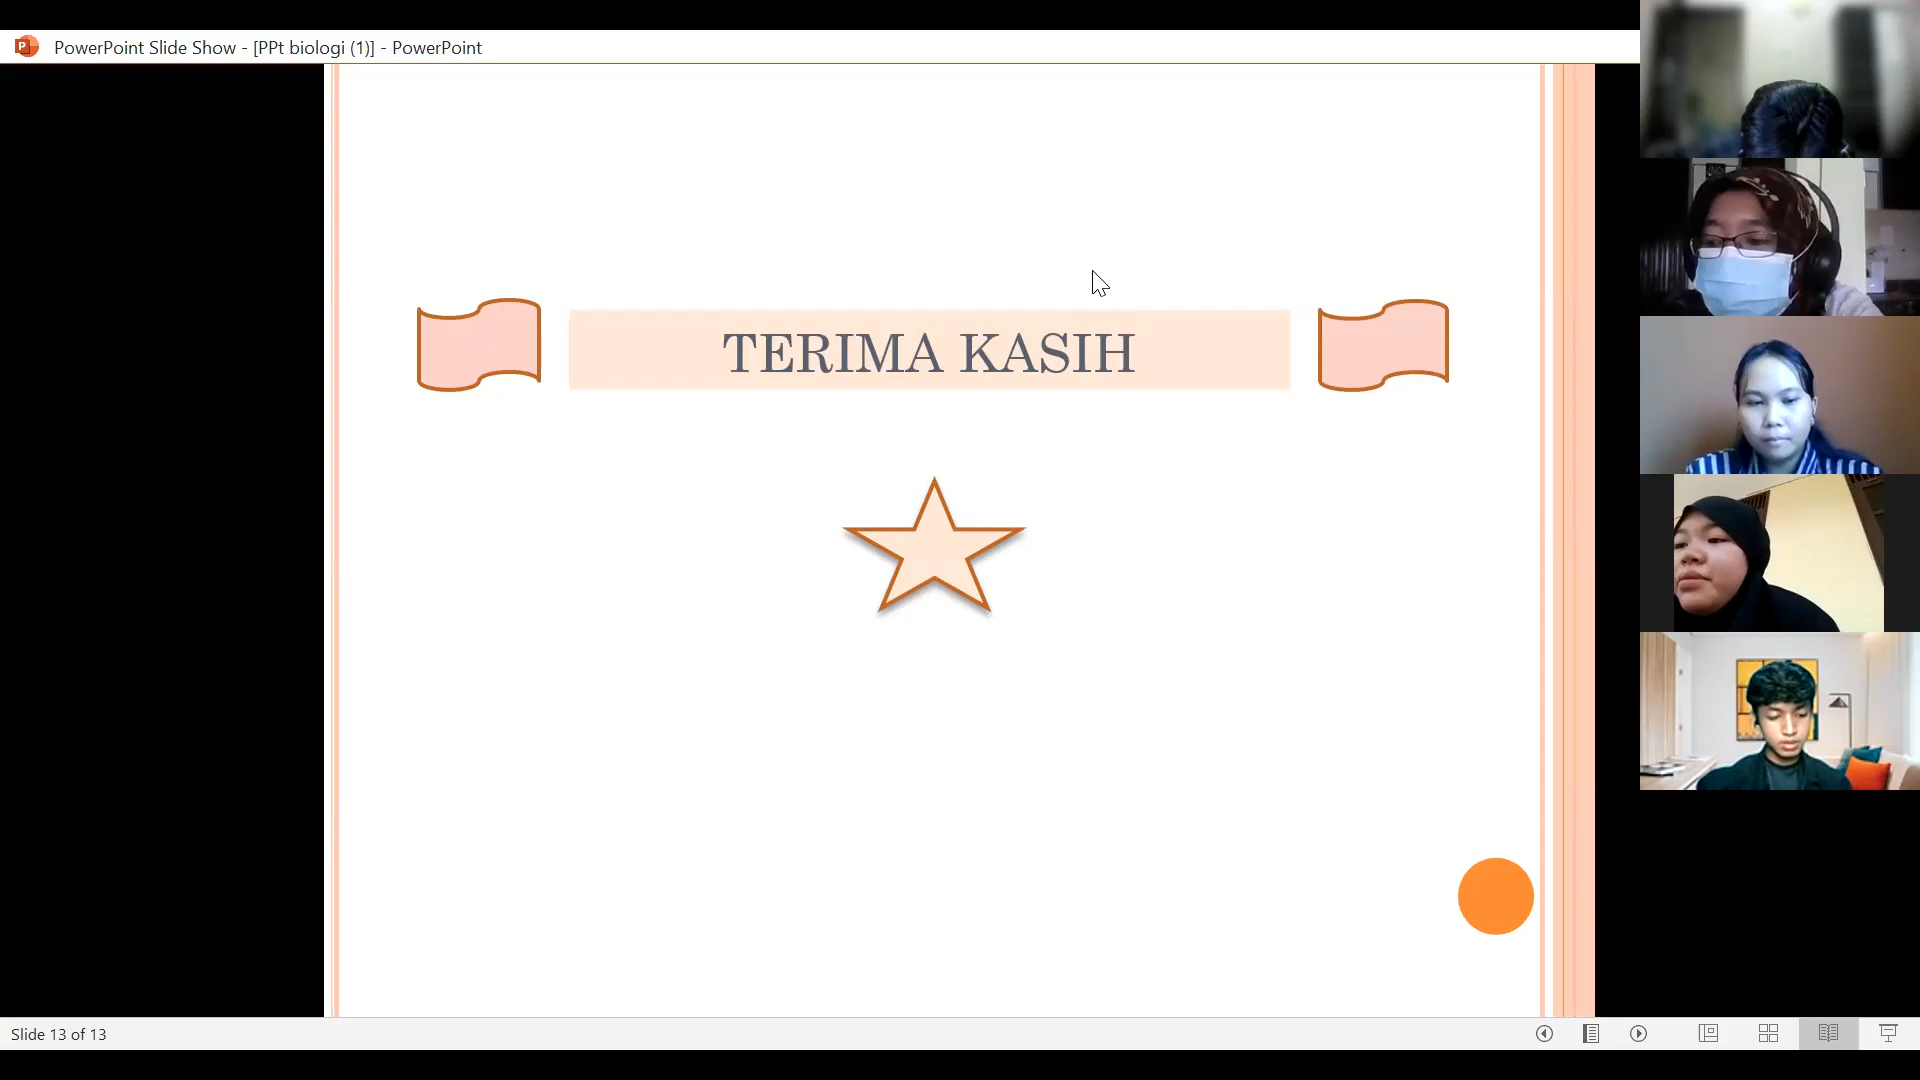 PowerPoint Slide Show - [PPt biologi (1)] - PowerPoint
TERIMA KASIH
Slide 13 of 13